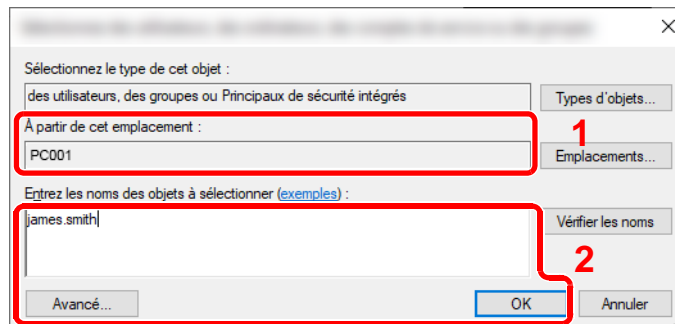 Sélectionnez le type de cet objet :
des utilisateurs, des groupes ou Principaux de sécurité intégrés
Types d'objets...
À partir de cet emplacement :
1
PC001
Emplacements...
Entrez les noms des objets à sélectionner (exemples) :
james.smith
Vérifier les noms
2
Avancé...
OK
Annuler